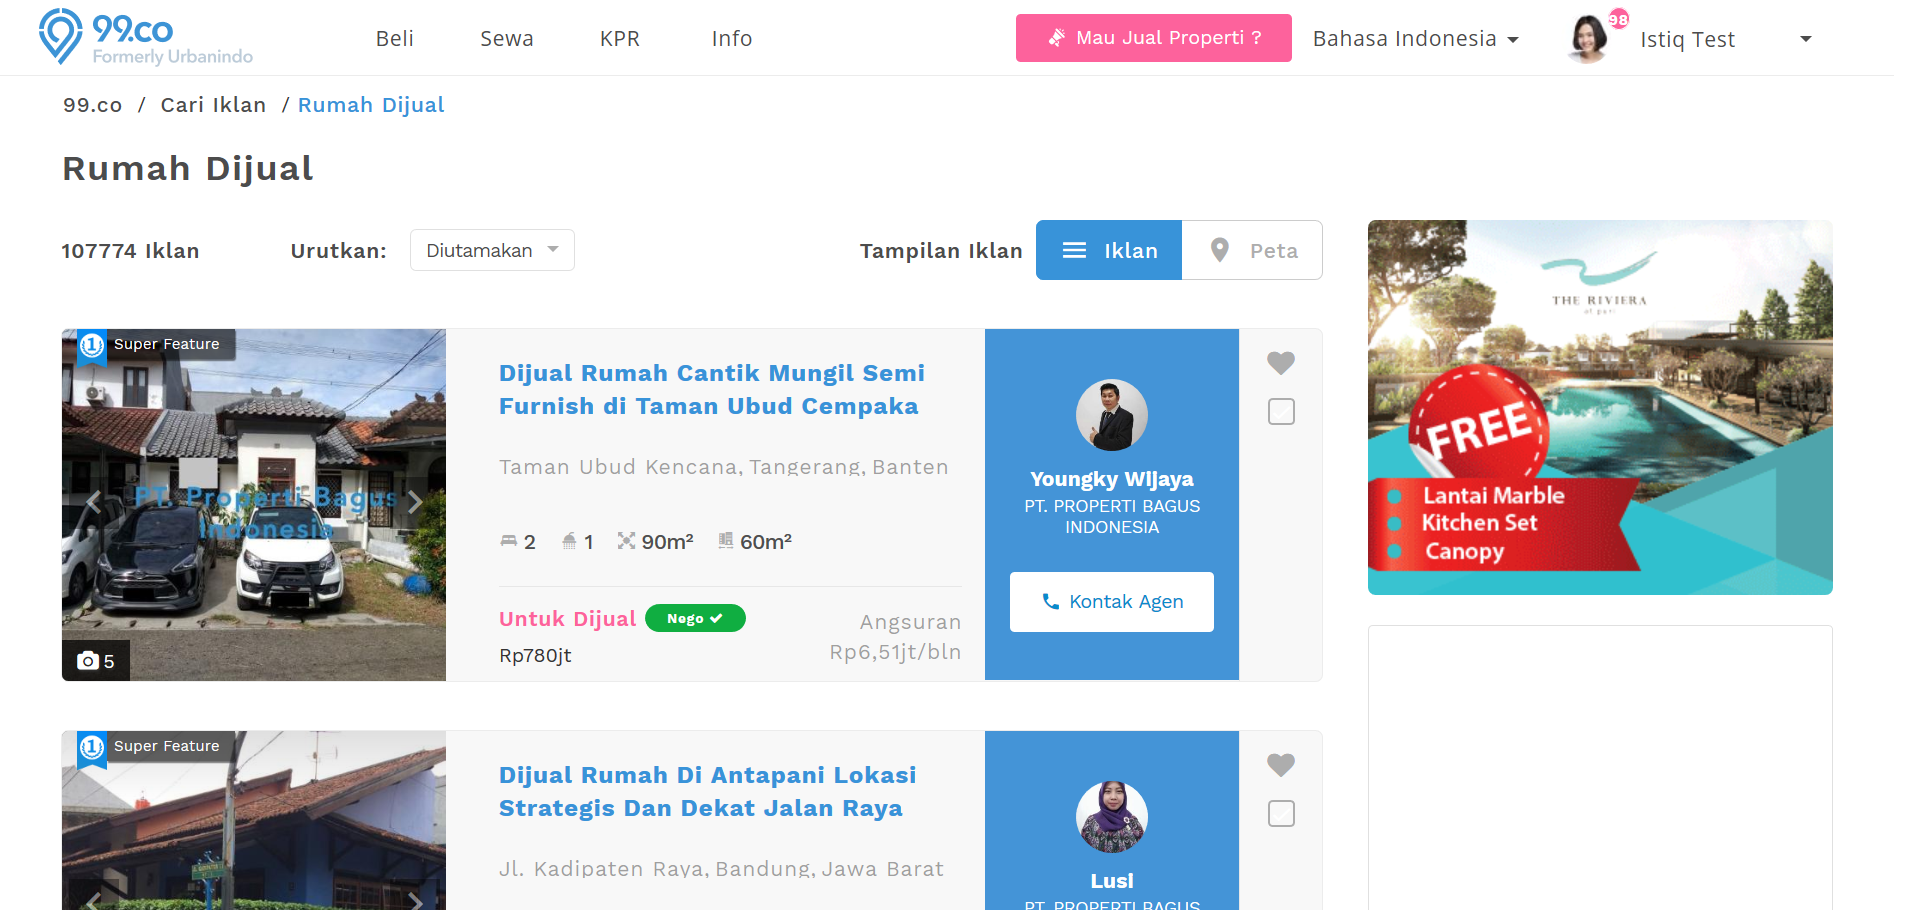 99.co
Formerly Urbanindo
Beli
Sewa
KPR
Info
Mau Jual Properti ?
Bahasa Indonesia
98
Istiq Test
99.co / Cari Iklan / Rumah Dijual
Rumah Dijual
107774 Iklan
Urutkan:
Diutamakan
Tampilan Iklan
Iklan
Peta
1
Super Feature
PT. Properti Bagus
Indonesia
5
Dijual Rumah Cantik Mungil Semi
Furnish di Taman Ubud Cempaka
Taman Ubud Kencana, Tangerang, Banten
2
1
90m²
60m²
Untuk Dijual
Nego
Rp780jt
Angsuran
Rp6,51jt/bln
Youngky Wijaya
PT. PROPERTI BAGUS
INDONESIA
Kontak Agen
THE RIVIERA
at puri
FREE
Lantai Marble
Kitchen Set
Canopy
1
Super Feature
Dijual Rumah Di Antapani Lokasi
Strategis Dan Dekat Jalan Raya
Jl. Kadipaten Raya, Bandung, Jawa Barat
Lusi
PT. PROPERTI BAGUS